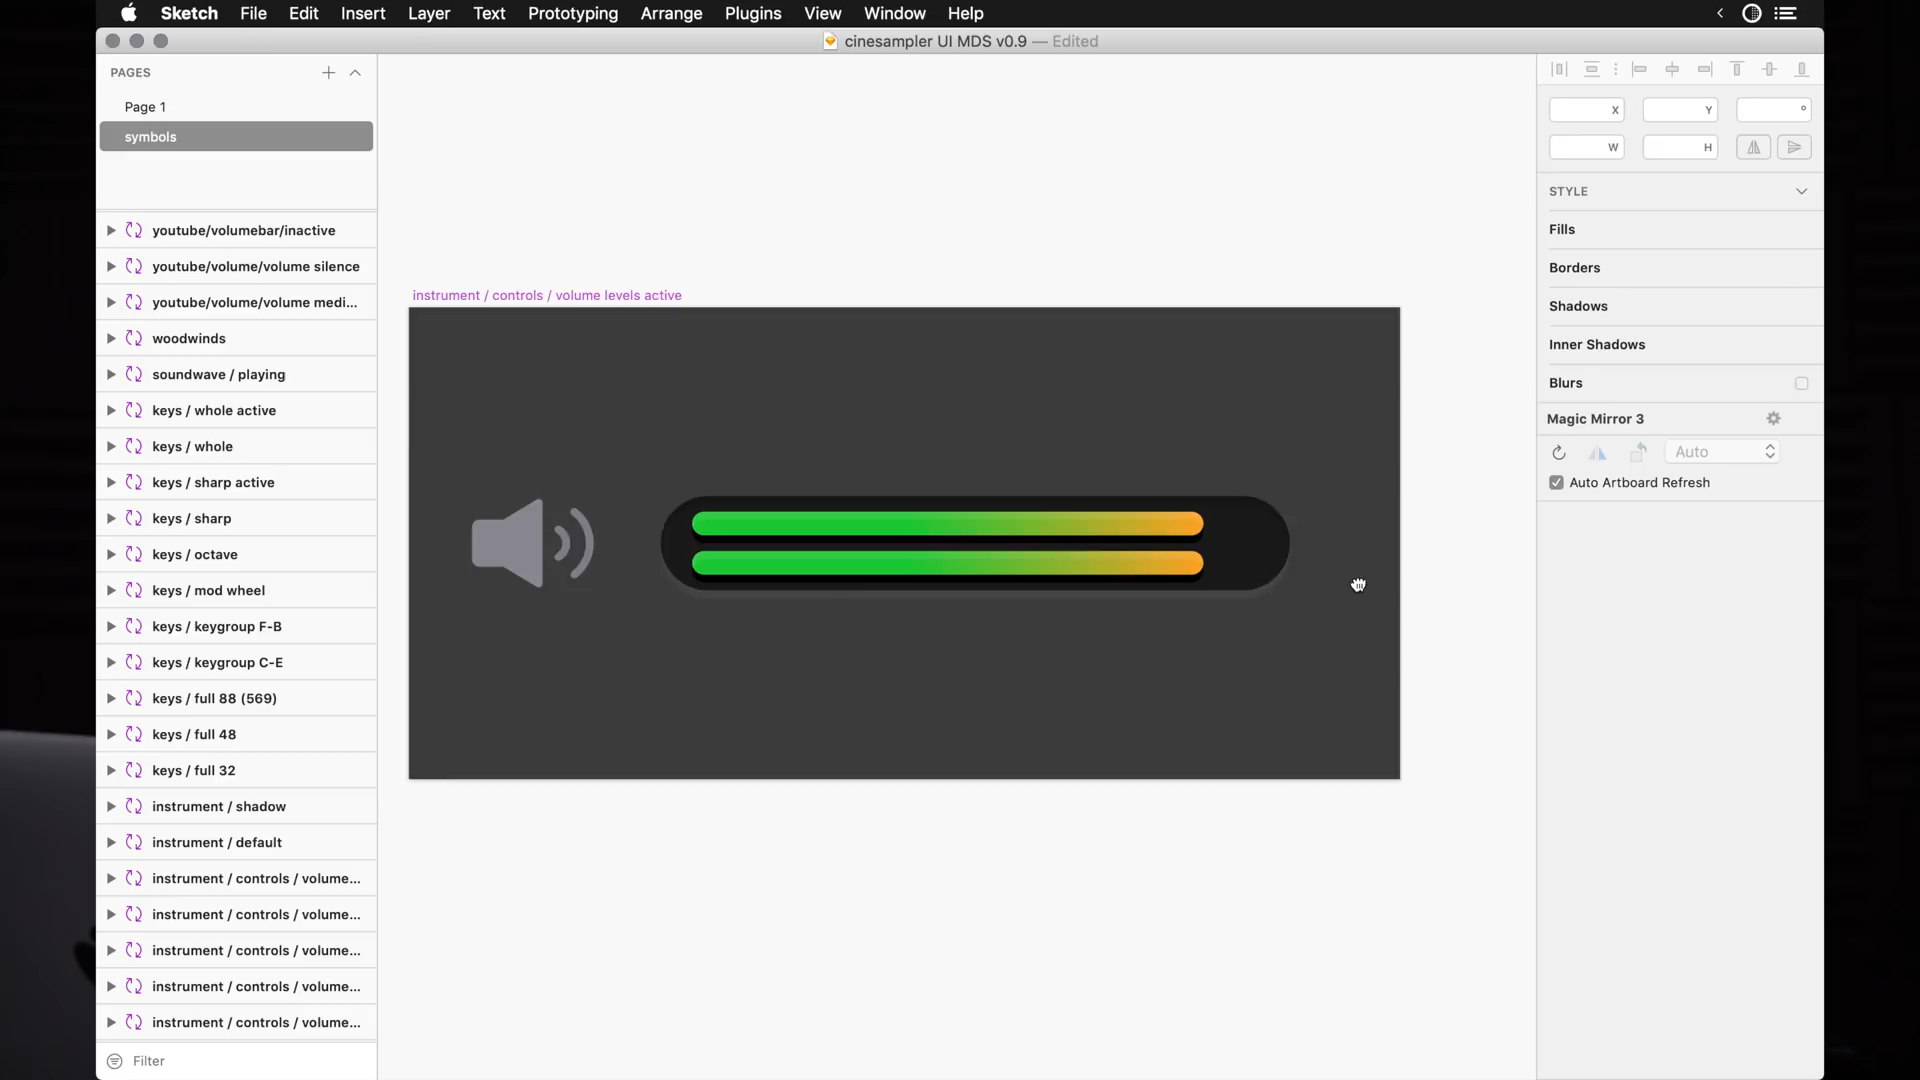 Sketch File Edit Insert Layer Text Prototyping Arrange Plugins View Window Help
cinesampler UI MDS v0.9 — Edited
PAGES
Page 1
symbols
youtube/volumebar/inactive
youtube/volume/volume silence
youtube/volume/volume medi...
woodwinds
soundwave / playing
keys / whole active
keys / whole
keys / sharp active
keys / sharp
keys / octave
keys / mod wheel
keys / keygroup F-B
keys / keygroup C-E
keys / full 88 (569)
keys / full 48
keys / full 32
instrument / shadow
instrument / default
instrument / controls / volume...
instrument / controls / volume...
instrument / controls / volume...
instrument / controls / volume...
instrument / controls / volume...
Filter
instrument / controls / volume levels active
X Y °
W H
STYLE
Fills
Borders
Shadows
Inner Shadows
Blurs
Magic Mirror 3
Auto
Auto Artboard Refresh